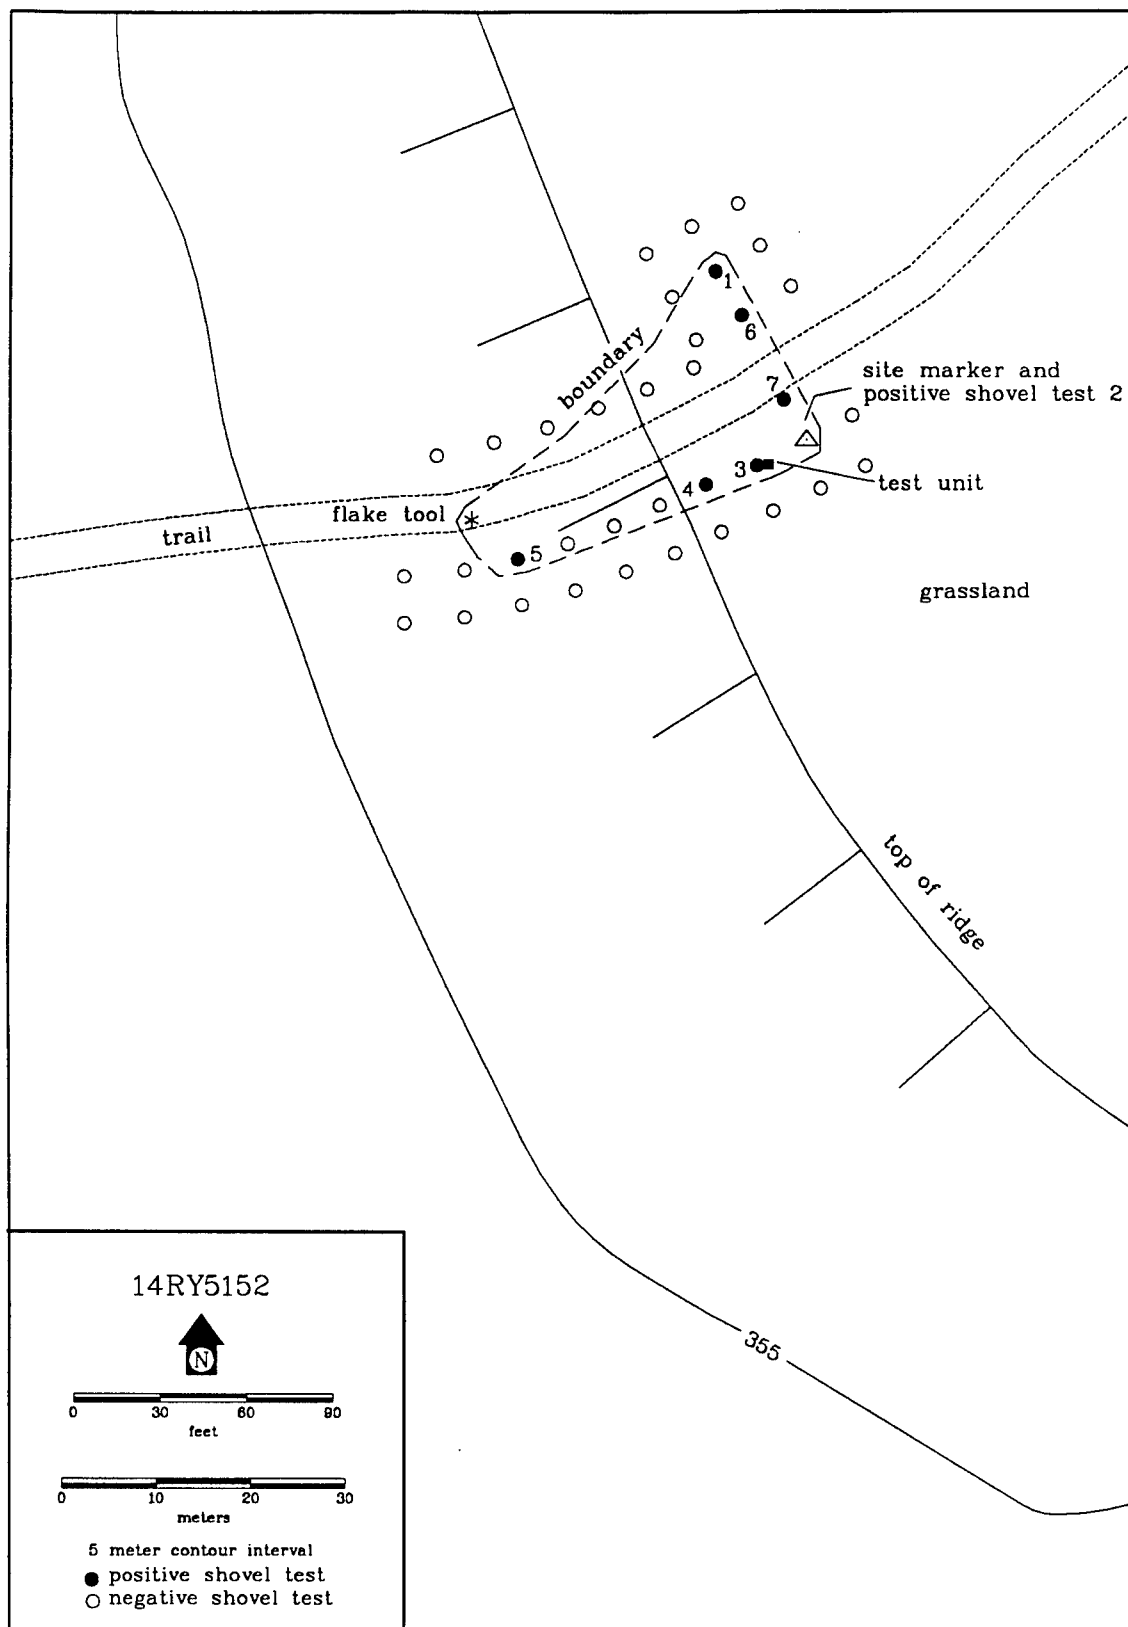 1
6
boundary
7
site marker and
positive shovel test 2
3
4
test unit
flake tool
trail
5
grassland
top of ridge
14RY5152
N
0 30 60 90
feet
0 10 20 30
meters
355
5 meter contour interval
positive shovel test
negative shovel test